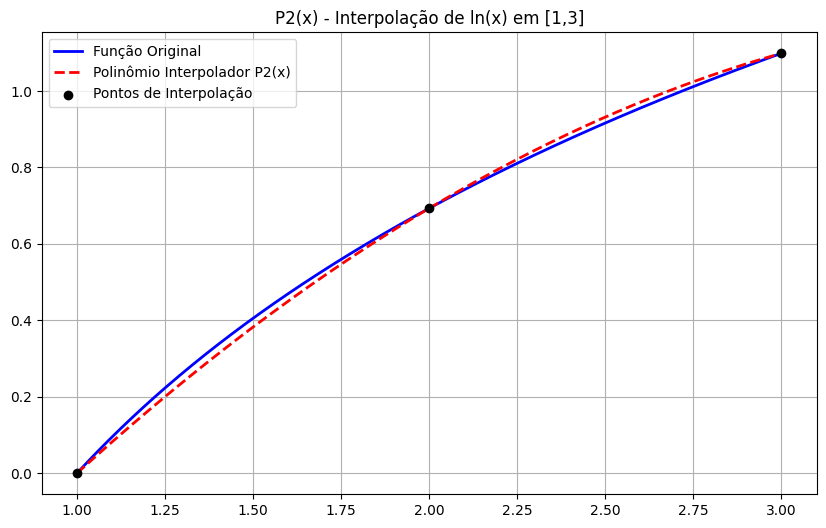 P2(x) - Interpolação de ln(x) em [1,3]
Função Original
Polinômio Interpolador P2(x)
Pontos de Interpolação
1.0
0.8
0.6
0.4
0.2
0.0
1.00 1.25 1.50 1.75 2.00 2.25 2.50 2.75 3.00